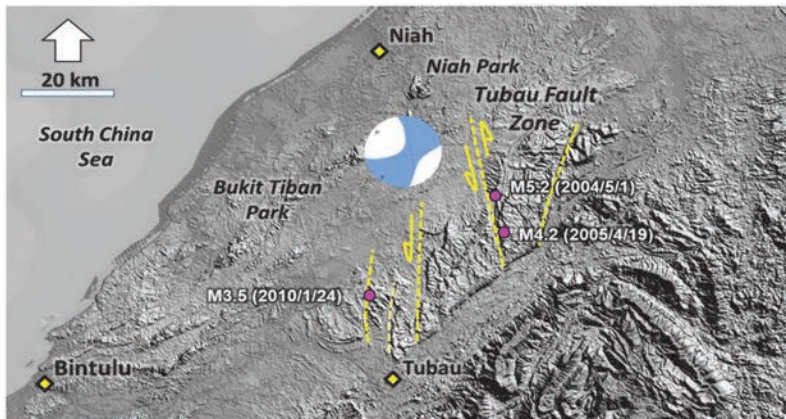 Niah
20 km
Niah Park
Tubau Fault
Zone
South China
Sea
Bukit Tiban
Park
M5.2 (2004/5/1)
M4.2 (2005/4/19)
M3.5 (2010/1/24)
Bintulu
Tubau